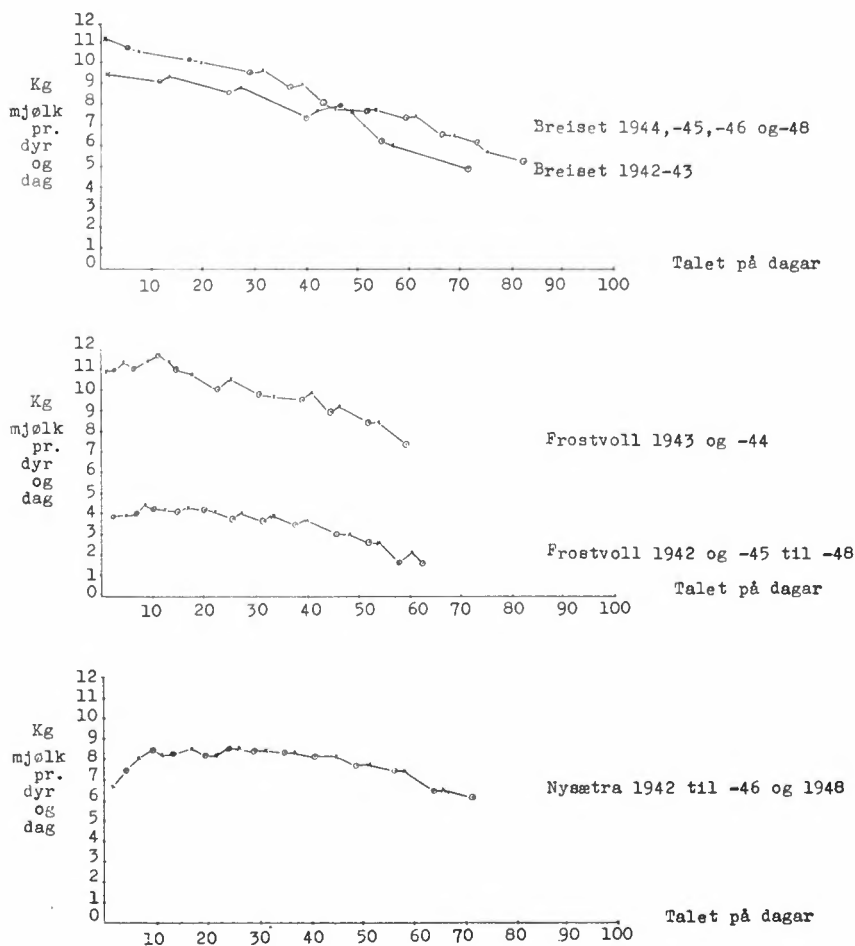 12
11
10
9
8
7
6
5
4
3
2
1
0
Kg
mjølk
pr.
dyr
og
dag
Breiset 1944,-45,-46 og-48
Breiset 1942-43
Talet på dagar
10 20 30 40 50 60 70 80 90 100
12
11
10
9
8
7
6
5
4
3
2
1
0
Kg
mjølk
pr.
dyr
og
dag
Frostvoll 1943 og -44
Frostvoll 1942 og -45 til -48
Talet på dagar
10 20 30 40 50 60 70 80 90 100
12
11
10
9
8
7
6
5
4
3
2
1
0
Kg
mjølk
pr.
dyr
og
dag
Nysætra 1942 til -46 og 1948
Talet på dagar
10 20 30 40 50 60 70 80 90 100